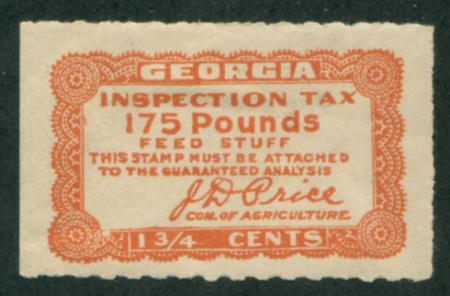 GEORGIA
INSPECTION TAX
175 Pounds
FEED STUFF
THIS STAMP MUST BE ATTACHED
TO THE GUARANTEED ANALYSIS
J D Price
COM. OF AGRICULTURE
1 3/4 CENTS